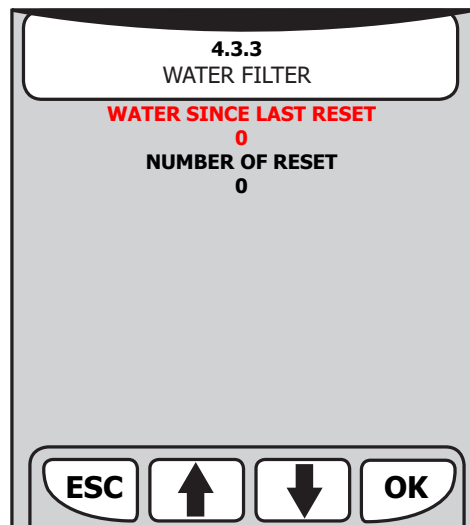 4.3.3
WATER FILTER
WATER SINCE LAST RESET
0
NUMBER OF RESET
0
ESC
OK